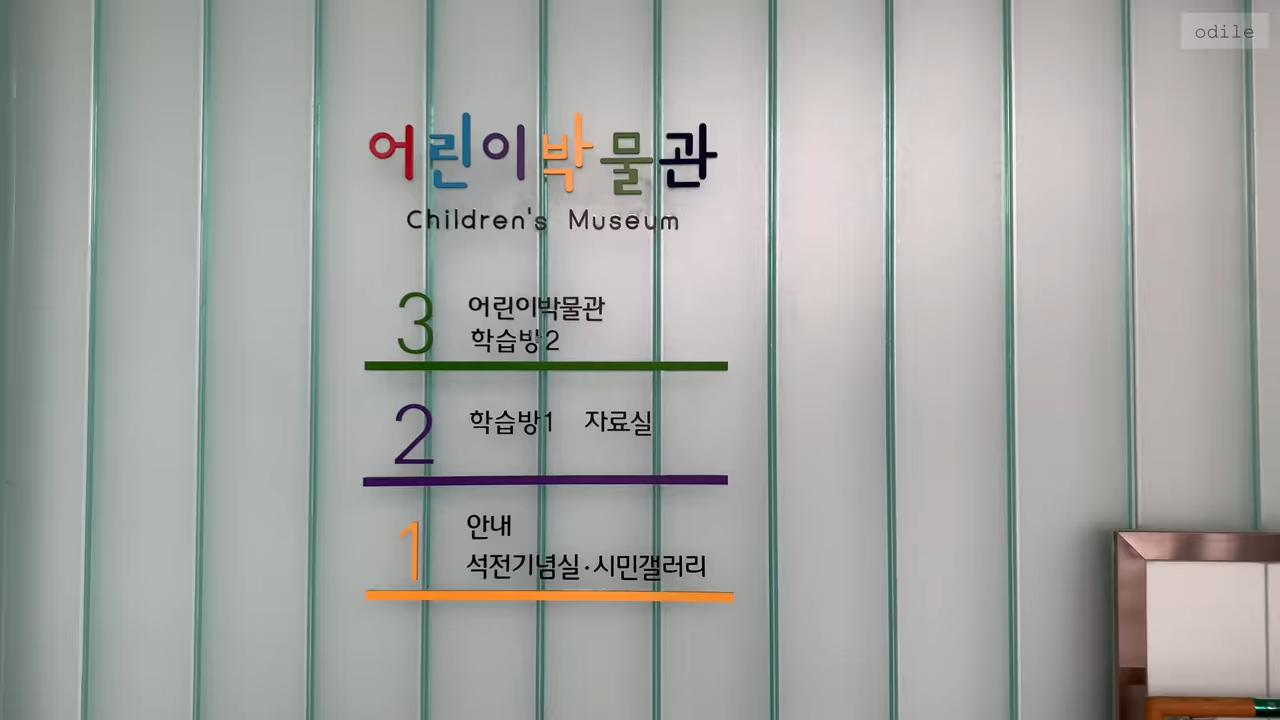 odile
어린이박물관
Children's Museum
3 어린이박물관
학습방2
2 학습방1 자료실
1 안내
석전기념실·시민갤러리